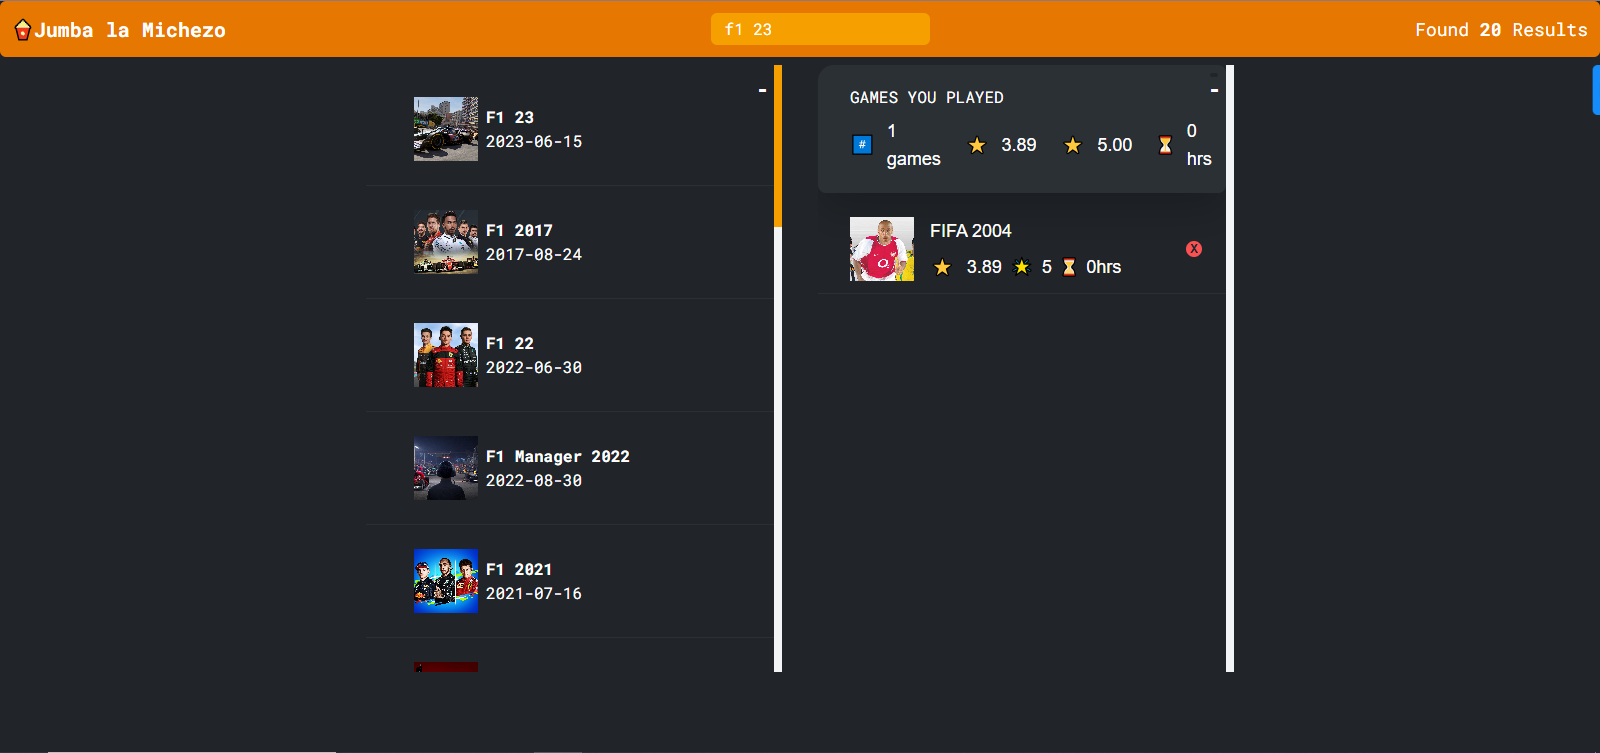 Jumba la Michezo
f1 23
Found 20 Results
-
F1 23
2023-06-15
F1 2017
2017-08-24
F1 22
2022-06-30
F1 Manager 2022
2022-08-30
F1 2021
2021-07-16
-
GAMES YOU PLAYED
# 1 games 3.89 5.00 0 hrs
FIFA 2004
3.89 5 0hrs
X